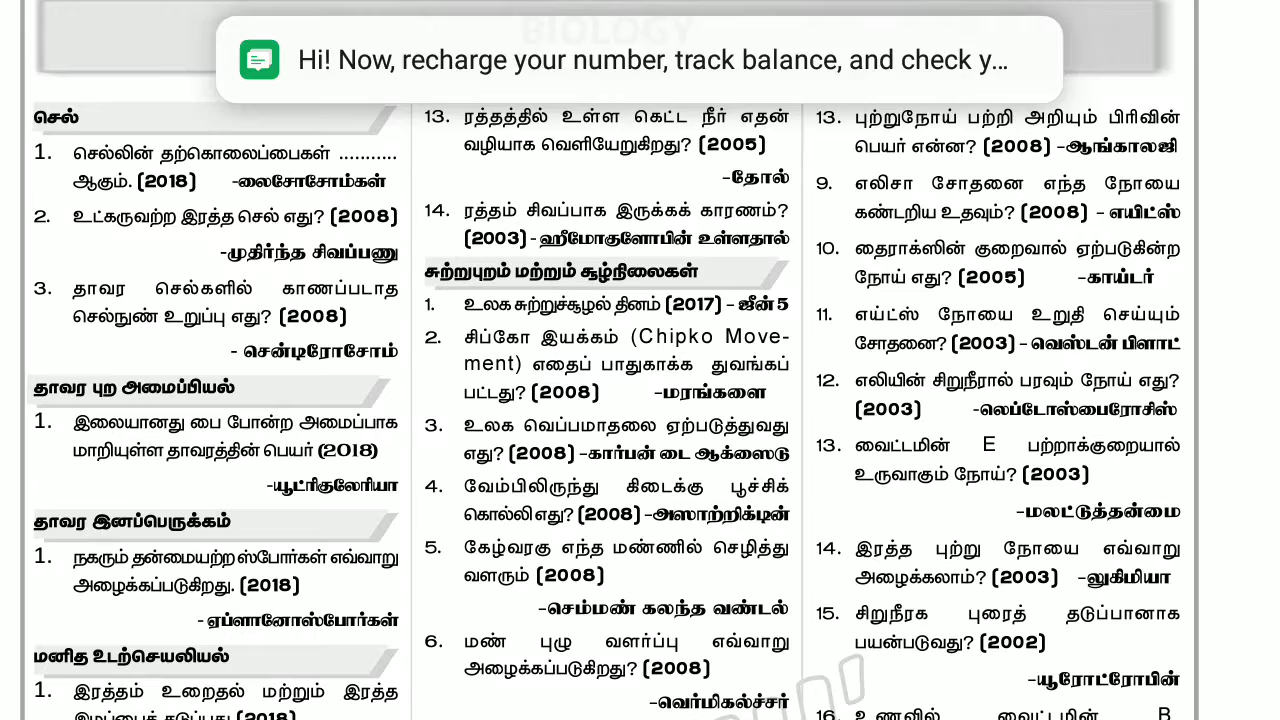 BIOLOGY
Hi! Now, recharge your number, track balance, and check y...
செல்
1. செல்லின் தற்கொலைப்பைகள் ...........
ஆகும். (2018) -லைசோசோம்கள்
2. உட்கருவற்ற இரத்த செல் எது? (2008)
-முதிர்ந்த சிவப்பணு
3. தாவர செல்களில் காணப்படாத
செல்நுண் உறுப்பு எது? (2008)
- சென்டிரோசோம்
தாவர புற அமைப்பியல்
1. இலையானது பை போன்ற அமைப்பாக
மாறியுள்ள தாவரத்தின் பெயர் (2018)
-யூட்ரிகுலேரியா
தாவர இனப்பெருக்கம்
1. நகரும் தன்மையற்ற ஸ்போர்கள் எவ்வாறு
அழைக்கப்படுகிறது. (2018)
- ஏப்ளானோஸ்போர்கள்
மனித உடற்செயலியல்
1. இரத்தம் உறைதல் மற்றும் இரத்த
இழப்பைத் தடுப்பது (2018)
13. ரத்தத்தில் உள்ள கெட்ட நீர் எதன்
வழியாக வெளியேறுகிறது? (2005)
-தோல்
14. ரத்தம் சிவப்பாக இருக்கக் காரணம்?
(2003) - ஹீமோகுளோபின் உள்ளதால்
சுற்றுபுறம் மற்றும் சூழ்நிலைகள்
1. உலக சுற்றுச்சூழல் தினம் (2017) - ஜீன் 5
2. சிப்கோ இயக்கம் (Chipko Move-
ment) எதைப் பாதுகாக்க துவங்கப்
பட்டது? (2008) -மரங்களை
3. உலக வெப்பமாதலை ஏற்படுத்துவது
எது? (2008) -கார்பன் டை ஆக்ஸைடு
4. வேம்பிலிருந்து கிடைக்கு பூச்சிக்
கொல்லி எது? (2008) -அஸாற்றிக்டின்
5. கேழ்வரகு எந்த மண்ணில் செழித்து
வளரும் (2008)
-செம்மண் கலந்த வண்டல்
6. மண் புழு வளர்ப்பு எவ்வாறு
அழைக்கப்படுகிறது? (2008)
-வெர்மிகல்ச்சர்
13. புற்றுநோய் பற்றி அறியும் பிரிவின்
பெயர் என்ன? (2008) -ஆங்காலஜி
9. எலிசா சோதனை எந்த நோயை
கண்டறிய உதவும்? (2008) - எயிட்ஸ்
10. தைராக்ஸின் குறைவால் ஏற்படுகின்ற
நோய் எது? (2005) -காய்டர்
11. எய்ட்ஸ் நோயை உறுதி செய்யும்
சோதனை? (2003) - வெஸ்டன் பிளாட்
12. எலியின் சிறுநீரால் பரவும் நோய் எது?
(2003) -லெப்டோஸ்பைரோசிஸ்
13. வைட்டமின் E பற்றாக்குறையால்
உருவாகும் நோய்? (2003)
-மலட்டுத்தன்மை
14. இரத்த புற்று நோயை எவ்வாறு
அழைக்கலாம்? (2003) -லுகிமியா
15. சிறுநீரக புரைத் தடுப்பானாக
பயன்படுவது? (2002)
-யூரோட்ரோபின்
16. உணவில் வைட்டமின் B